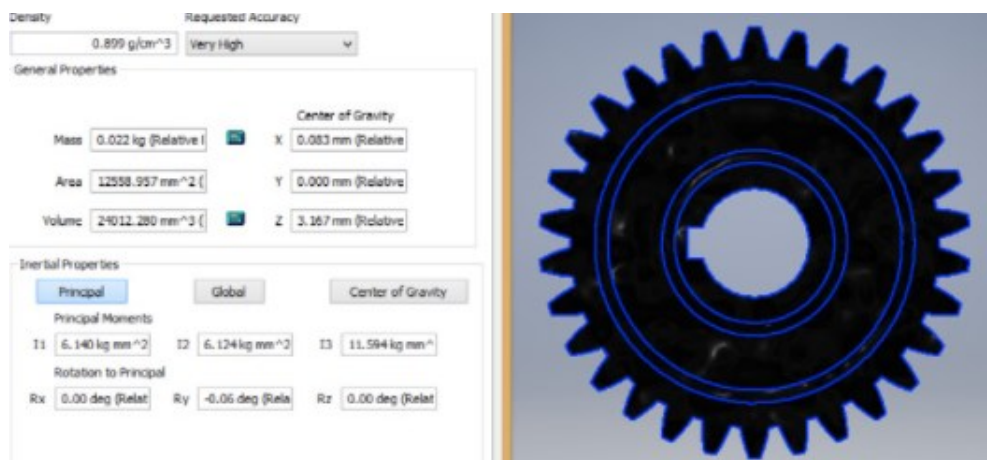 Density Requested Accuracy
0.899 g/cm^3 Very High
General Properties
Center of Gravity
Mass 0.022 kg (Relative I X 0.083 mm (Relative
Area 12558.957 mm^2 ( Y 0.000 mm (Relative
Volume 24012.280 mm^3 ( Z 3.167 mm (Relative
Inertial Properties
Principal Global Center of Gravity
Principal Moments
I1 6.140 kg mm^2 I2 6.124 kg mm^2 I3 11.594 kg mm^
Rotation to Principal
Rx 0.00 deg (Relat Ry -0.06 deg (Rela Rz 0.00 deg (Relat